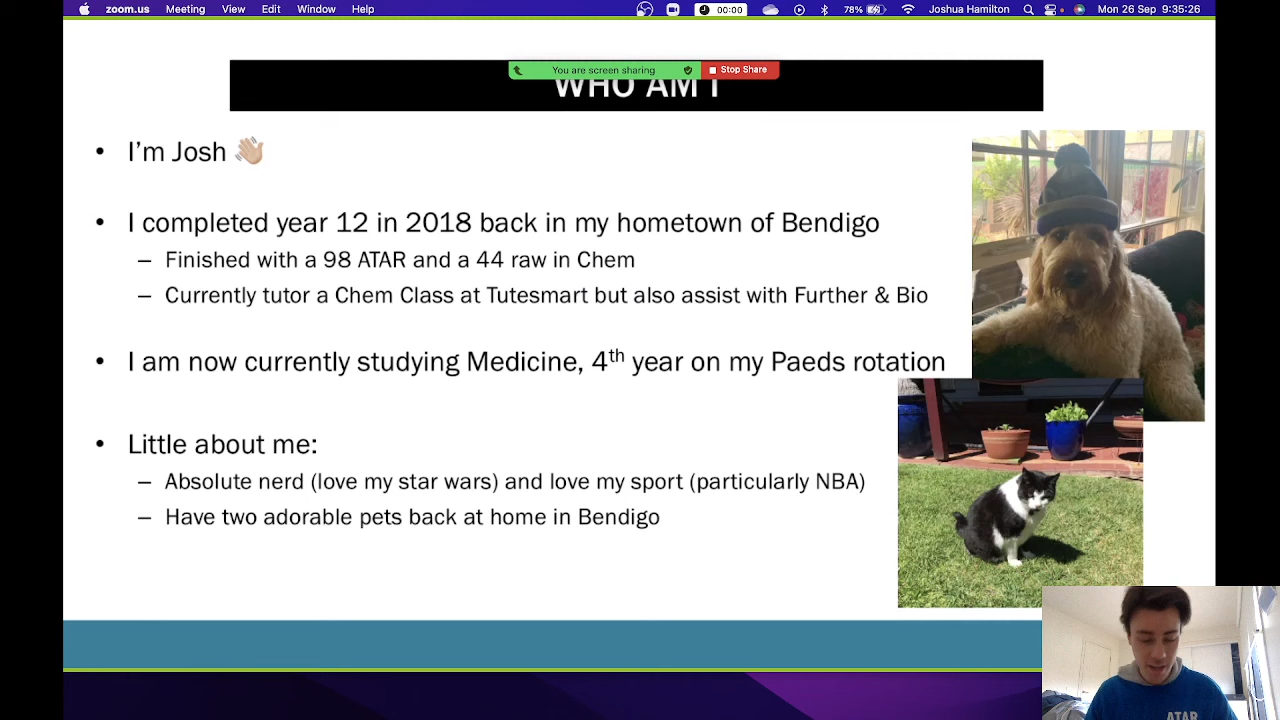 zoom.us Meeting View Edit Window Help 00:00 78% Joshua Hamilton Mon 26 Sep 9:35:26
You are screen sharing Stop Share
WHO AM I
• I’m Josh 👋🏼
• I completed year 12 in 2018 back in my hometown of Bendigo
– Finished with a 98 ATAR and a 44 raw in Chem
– Currently tutor a Chem Class at Tutesmart but also assist with Further & Bio
• I am now currently studying Medicine, 4th year on my Paeds rotation
• Little about me:
– Absolute nerd (love my star wars) and love my sport (particularly NBA)
– Have two adorable pets back at home in Bendigo
ATAR